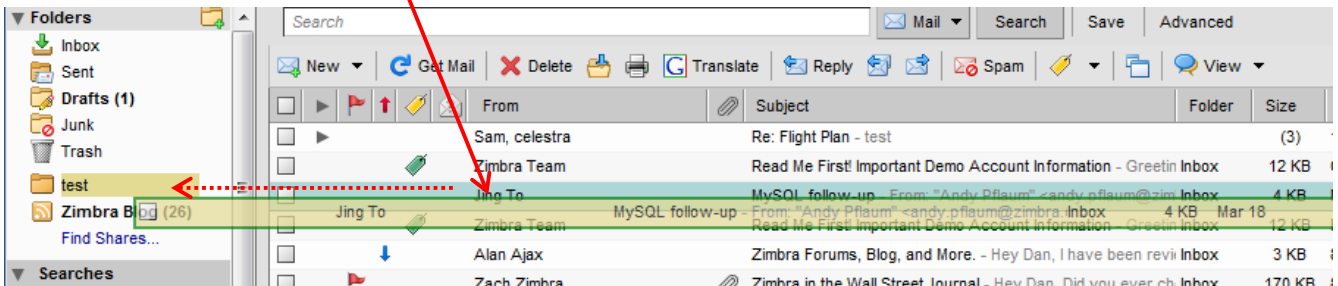 Folders
Inbox
Sent
Drafts (1)
Junk
Trash
test
Zimbra Blog (26)
Find Shares...
Searches
Search Mail Search Save Advanced
New Get Mail Delete Translate Reply Spam View
From Subject Folder Size
Sam, celestra Re: Flight Plan - test (3)
Zimbra Team Read Me First! Important Demo Account Information - Greetin Inbox 12 KB
Jing To MySQL follow-up - From: "Andy Pflaum" <andy.pflaum@zim Inbox 4 KB
Jing To MySQL follow-up - From: "Andy Pflaum" <andy.pflaum@zimbra. Inbox 4 KB Mar 18
Zimbra Team Read Me First! Important Demo Account Information - Greetin Inbox 12 KB
Alan Ajax Zimbra Forums, Blog, and More. - Hey Dan, I have been revi Inbox 3 KB
Zach Zimbra Zimbra in the Wall Street Journal - Hey Dan, Did you ever ch Inbox 170 KB